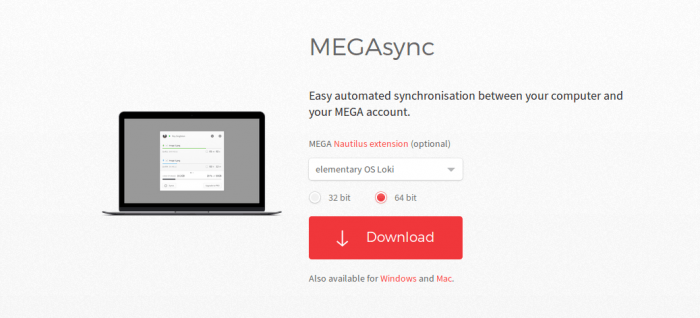 MEGAsync
Easy automated synchronisation between your computer and
your MEGA account.
MEGA Nautilus extension (optional)
elementary OS Loki
32 bit
64 bit
Download
Also available for Windows and Mac.